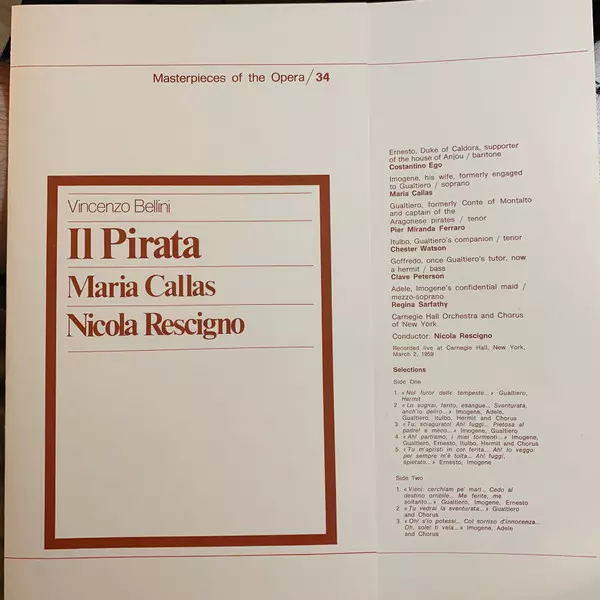 Masterpieces of the Opera/34
Vincenzo Bellini
Il Pirata
Maria Callas
Nicola Rescigno
Ernesto, Duke of Caldora, supporter
of the house of Anjou / baritone
Costantino Ego
Imogene, his wife, formerly engaged
to Gualtiero / soprano
Maria Callas
Gualtiero, formerly Conte of Montalto
and captain of the
Aragonese pirates / tenor
Pier Miranda Ferraro
Itulbo, Gualtiero's companion / tenor
Chester Watson
Goffredo, once Gualtiero's tutor, now
a hermit / bass
Clave Peterson
Adele, Imogene's confidential maid /
mezzo-soprano
Regina Sarfathy
Carnegie Hall Orchestra and Chorus
of New York
Conductor: Nicola Rescigno
Recorded live at Carnegie Hall, New York,
March 2, 1959
Selections
Side One
1. « Nel furor delle tempeste... » Gualtiero,
Hermit
2 « Lo sognai, ferito, esangue... Sventurata,
anch'io deliro... » Imogene, Adele,
Gualtiero, Itulbo, Hermit and Chorus
3 « Tu, sciagurato! Ah! fuggi... Pietosa al
padre! e meco... » Imogene, Gualtiero
4 « Ah! partiamo, i miei tormenti... » Imogene,
Gualtiero, Ernesto, Itulbo, Hermit and Chorus
5 « Tu m'apristi in cor ferita... Ah! lo veggo:
per sempre m'è tolta... Ah! fuggi,
spietato... » Ernesto, Imogene
Side Two
1. « Vieni: cerchiam pe' mari... Cedo al
destino orribile... Me ferite, me
soltanto... » Gualtiero, Imogene, Ernesto
2 « Tu vedrai la sventurata... » Gualtiero
and Chorus
3. « Oh! s'io potessi... Col sorriso d'innocenza...
Oh, sole! ti vela... » Imogene, Adele
and Chorus